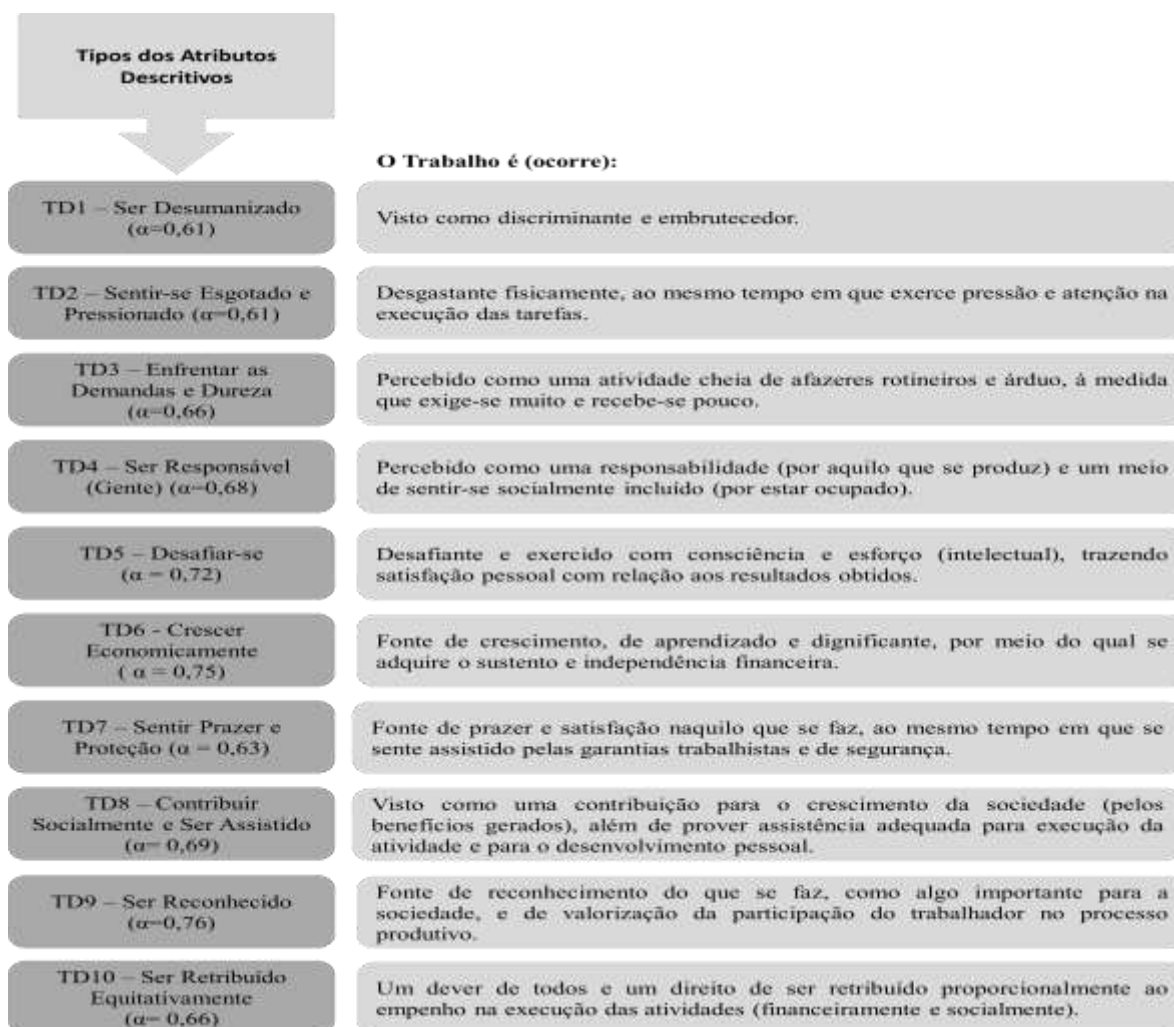 Tipos dos Atributos
Descritivos
O Trabalho é (ocorre):
TD1 – Ser Desumanizado
(α=0,61)
Visto como discriminante e embrutecedor.
TD2 – Sentir-se Esgotado e
Pressionado (α=0,61)
Desgastante fisicamente, ao mesmo tempo em que exerce pressão e atenção na
execução das tarefas.
TD3 – Enfrentar as
Demandas e Dureza
(α=0,66)
Percebido como uma atividade cheia de afazeres rotineiros e árduo, à medida
que exige-se muito e recebe-se pouco.
TD4 – Ser Responsável
(Gente) (α=0,68)
Percebido como uma responsabilidade (por aquilo que se produz) e um meio
de sentir-se socialmente incluído (por estar ocupado).
TD5 – Desafiar-se
(α = 0,72)
Desafiante e exercido com consciência e esforço (intelectual), trazendo
satisfação pessoal com relação aos resultados obtidos.
TD6 - Crescer
Economicamente
( α = 0,75)
Fonte de crescimento, de aprendizado e dignificante, por meio do qual se
adquire o sustento e independência financeira.
TD7 – Sentir Prazer e
Proteção (α = 0,63)
Fonte de prazer e satisfação naquilo que se faz, ao mesmo tempo em que se
sente assistido pelas garantias trabalhistas e de segurança.
TD8 – Contribuir
Socialmente e Ser Assistido
(α= 0,69)
Visto como uma contribuição para o crescimento da sociedade (pelos
benefícios gerados), além de prover assistência adequada para execução da
atividade e para o desenvolvimento pessoal.
TD9 – Ser Reconhecido
(α=0,76)
Fonte de reconhecimento do que se faz, como algo importante para a
sociedade, e de valorização da participação do trabalhador no processo
produtivo.
TD10 – Ser Retribuído
Equitativamente
(α= 0,66)
Um dever de todos e um direito de ser retribuído proporcionalmente ao
empenho na execução das atividades (financeiramente e socialmente).